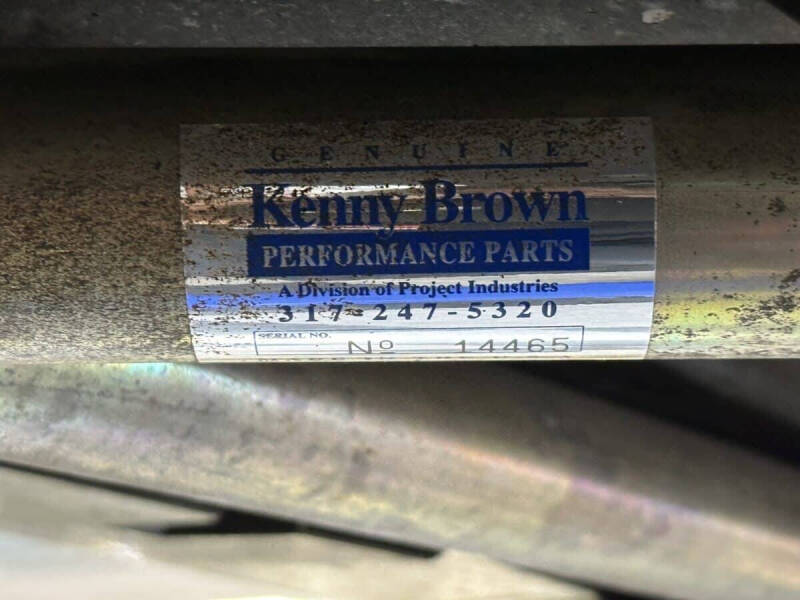 GENUINE
Kenny Brown
PERFORMANCE PARTS
A Division of Project Industries
317-247-5320
SERIAL NO.
Nº 14465